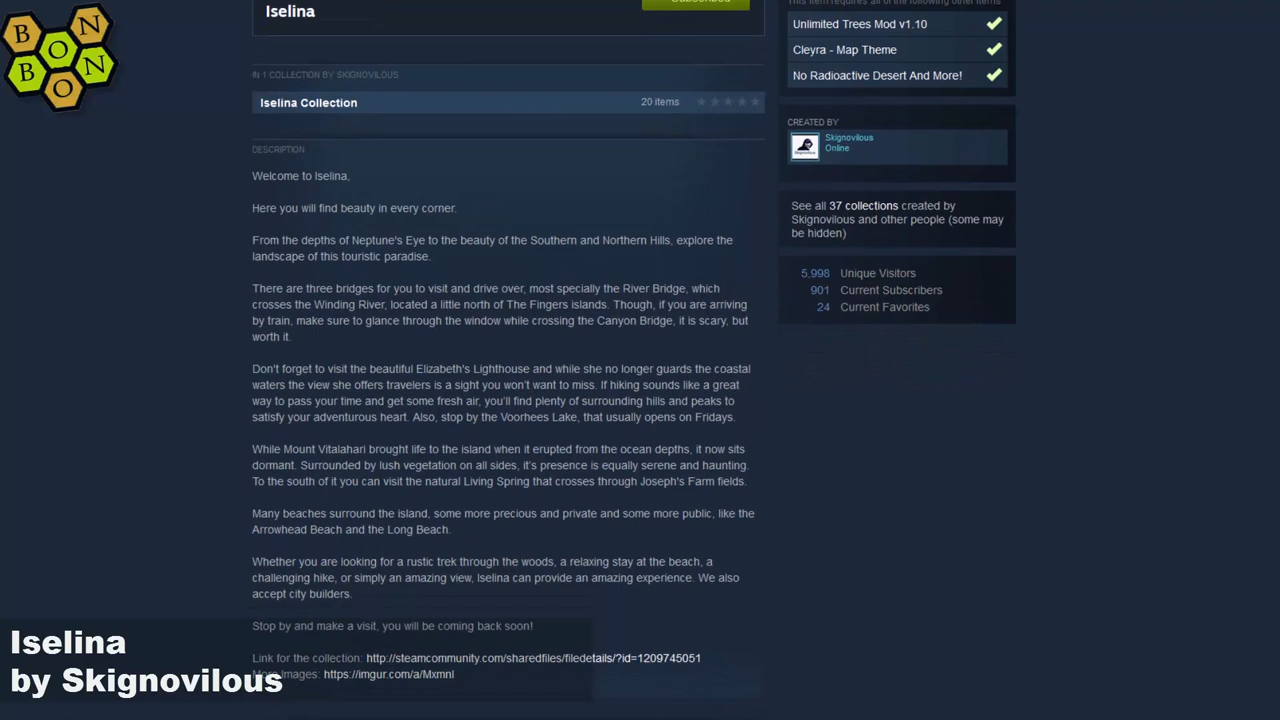 BON
BON
O
Iselina
Subscribed
IN 1 COLLECTION BY SKIGNOVILOUS
Iselina Collection
20 items
DESCRIPTION
Welcome to Iselina,
Here you will find beauty in every corner.
From the depths of Neptune's Eye to the beauty of the Southern and Northern Hills, explore the
landscape of this touristic paradise.
There are three bridges for you to visit and drive over, most specially the River Bridge, which
crosses the Winding River, located a little north of The Fingers islands. Though, if you are arriving
by train, make sure to glance through the window while crossing the Canyon Bridge, it is scary, but
worth it.
Don't forget to visit the beautiful Elizabeth's Lighthouse and while she no longer guards the coastal
waters the view she offers travelers is a sight you won't want to miss. If hiking sounds like a great
way to pass your time and get some fresh air, you'll find plenty of surrounding hills and peaks to
satisfy your adventurous heart. Also, stop by the Voorhees Lake, that usually opens on Fridays.
While Mount Vitalahari brought life to the island when it erupted from the ocean depths, it now sits
dormant. Surrounded by lush vegetation on all sides, it's presence is equally serene and haunting.
To the south of it you can visit the natural Living Spring that crosses through Joseph's Farm fields.
Many beaches surround the island, some more precious and private and some more public, like the
Arrowhead Beach and the Long Beach.
Whether you are looking for a rustic trek through the woods, a relaxing stay at the beach, a
challenging hike, or simply an amazing view, Iselina can provide an amazing experience. We also
accept city builders.
Stop by and make a visit, you will be coming back soon!
Link for the collection: http://steamcommunity.com/sharedfiles/filedetails/?id=1209745051
More Images: https://imgur.com/a/Mxmnl
This item requires all of the following other items
Unlimited Trees Mod v1.10
Cleyra - Map Theme
No Radioactive Desert And More!
CREATED BY
Skignovilous
Online
See all 37 collections created by
Skignovilous and other people (some may
be hidden)
5,998 Unique Visitors
901 Current Subscribers
24 Current Favorites
Iselina
by Skignovilous